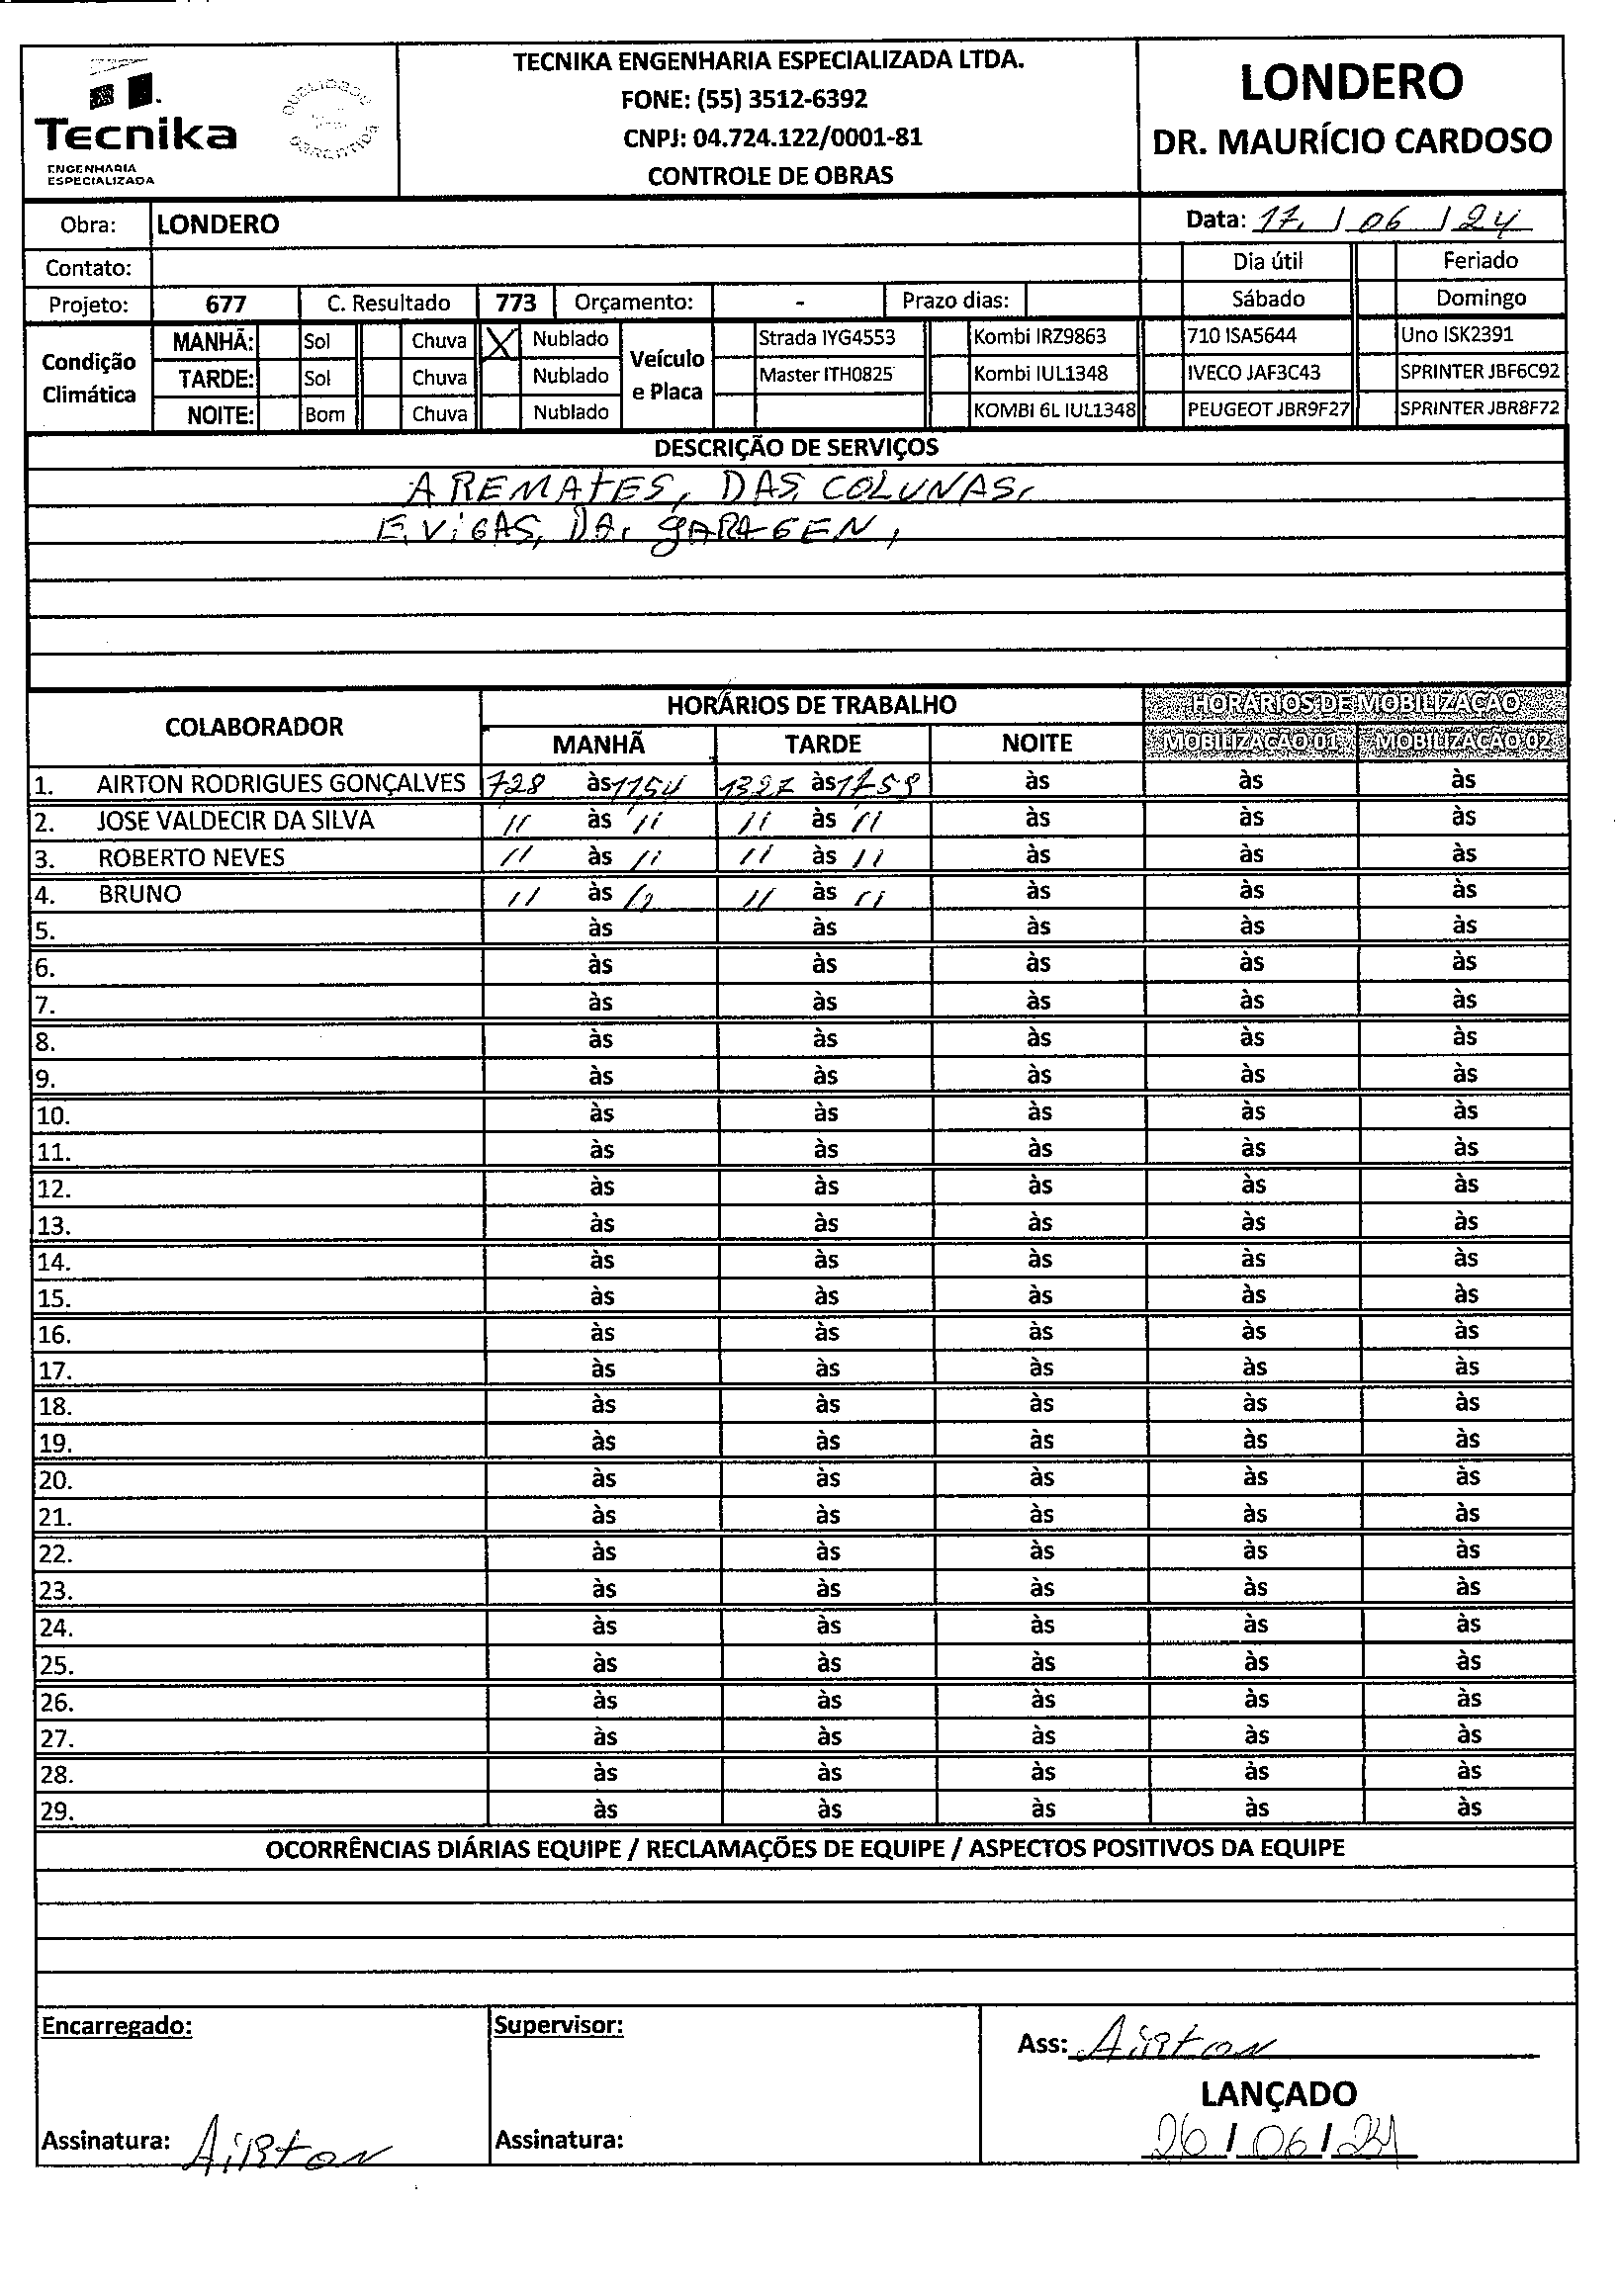 Tecnika
ENGENHARIA
ESPECIALIZADA
TECNIKA ENGENHARIA ESPECIALIZADA LTDA.
FONE: (55) 3512-6392
CNPJ: 04.724.122/0001-81
CONTROLE DE OBRAS
LONDERO
DR. MAURÍCIO CARDOSO
Obra: LONDERO Data: 17 / 06 / 24
Contato: Dia útil Feriado
Projeto: 677 C. Resultado 773 Orçamento: - Prazo dias: Sábado Domingo
Condição Climática
MANHÃ: Sol Chuva X Nublado
TARDE: Sol Chuva Nublado
NOITE: Bom Chuva Nublado
Veículo e Placa
Strada IYG4553 Kombi IRZ9863 710 ISA5644 Uno ISK2391
Master ITH0825 Kombi IUL1348 IVECO JAF3C43 SPRINTER JBF6C92
KOMBI 6L IUL1348 PEUGEOT JBR9F27 SPRINTER JBR8F72
DESCRIÇÃO DE SERVIÇOS
AREMATES, DAS, COLUNAS,
E, VIGAS, DA, GARAGEN,
COLABORADOR HORÁRIOS DE TRABALHO HORÁRIOS DE MOBILIZAÇÃO
MANHÃ TARDE NOITE MOBILIZAÇÃO 01 MOBILIZAÇÃO 02
1. AIRTON RODRIGUES GONÇALVES 728 às 1154 1327 às 1759 às às às
2. JOSE VALDECIR DA SILVA 11 às 11 11 às 11 às às às
3. ROBERTO NEVES 11 às 11 11 às 11 às às às
4. BRUNO 11 às 11 11 às 11 às às às
5. às às às às às
6. às às às às às
7. às às às às às
8. às às às às às
9. às às às às às
10. às às às às às
11. às às às às às
12. às às às às às
13. às às às às às
14. às às às às às
15. às às às às às
16. às às às às às
17. às às às às às
18. às às às às às
19. às às às às às
20. às às às às às
21. às às às às às
22. às às às às às
23. às às às às às
24. às às às às às
25. às às às às às
26. às às às às às
27. às às às às às
28. às às às às às
29. às às às às às
OCORRÊNCIAS DIÁRIAS EQUIPE / RECLAMAÇÕES DE EQUIPE / ASPECTOS POSITIVOS DA EQUIPE
Encarregado: Supervisor:
Ass: Airton
LANÇADO
Assinatura: Airton Assinatura: 26 / 06 / 24